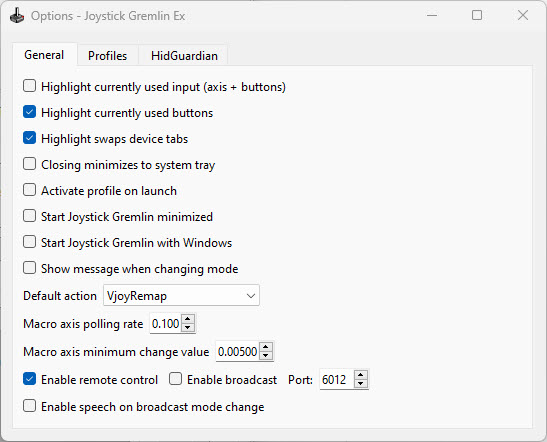 Options - Joystick Gremlin Ex
General Profiles HidGuardian
Highlight currently used input (axis + buttons)
Highlight currently used buttons
Highlight swaps device tabs
Closing minimizes to system tray
Activate profile on launch
Start Joystick Gremlin minimized
Start Joystick Gremlin with Windows
Show message when changing mode
Default action VjoyRemap
Macro axis polling rate 0.100
Macro axis minimum change value 0.00500
Enable remote control Enable broadcast Port: 6012
Enable speech on broadcast mode change